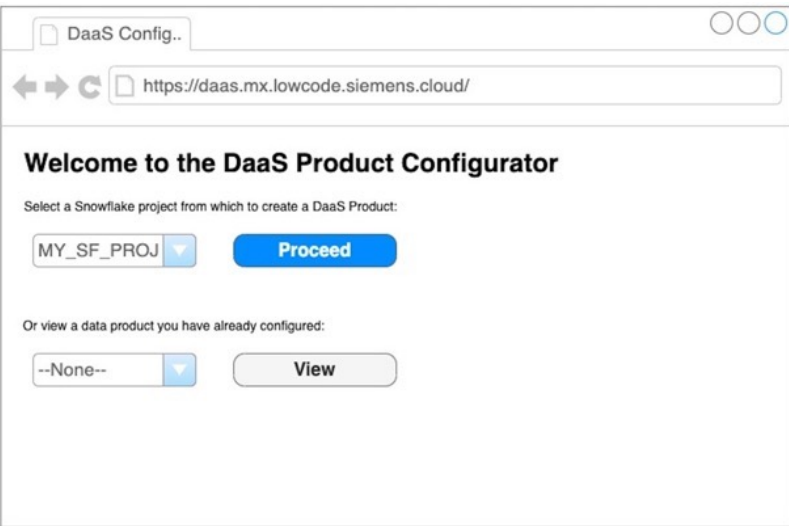 DaaS Config..
https://daas.mx.lowcode.siemens.cloud/
Welcome to the DaaS Product Configurator
Select a Snowflake project from which to create a DaaS Product:
MY_SF_PROJ Proceed
Or view a data product you have already configured:
--None-- View